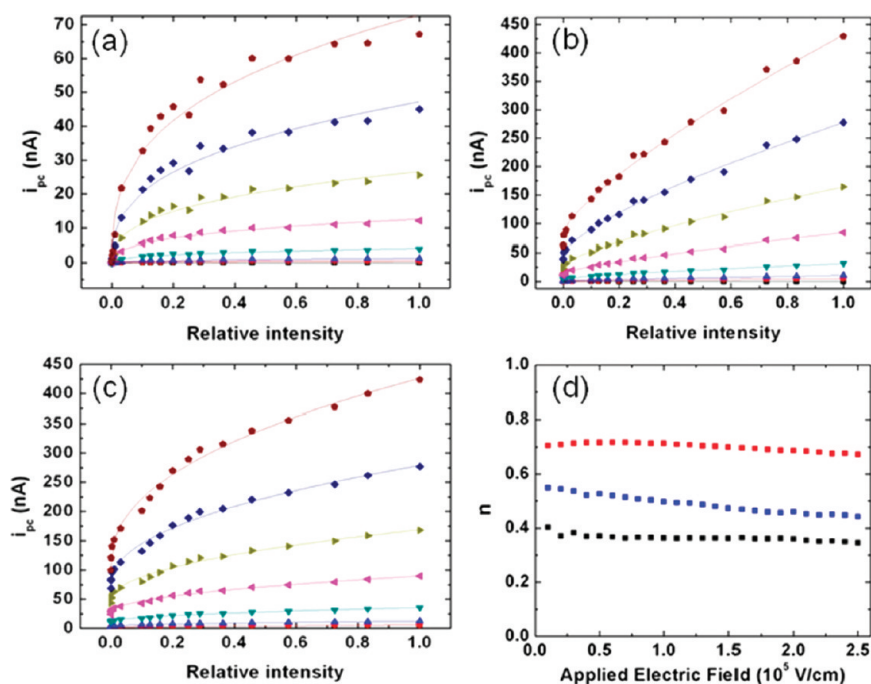 (a)
i_pc (nA)
70
60
50
40
30
20
10
0
0.0 0.2 0.4 0.6 0.8 1.0
Relative intensity
(b)
i_pc (nA)
450
400
350
300
250
200
150
100
50
0
0.0 0.2 0.4 0.6 0.8 1.0
Relative intensity
(c)
i_pc (nA)
450
400
350
300
250
200
150
100
50
0
0.0 0.2 0.4 0.6 0.8 1.0
Relative intensity
(d)
n
1.0
0.8
0.6
0.4
0.2
0.0
0.0 0.5 1.0 1.5 2.0 2.5
Applied Electric Field (10⁵ V/cm)